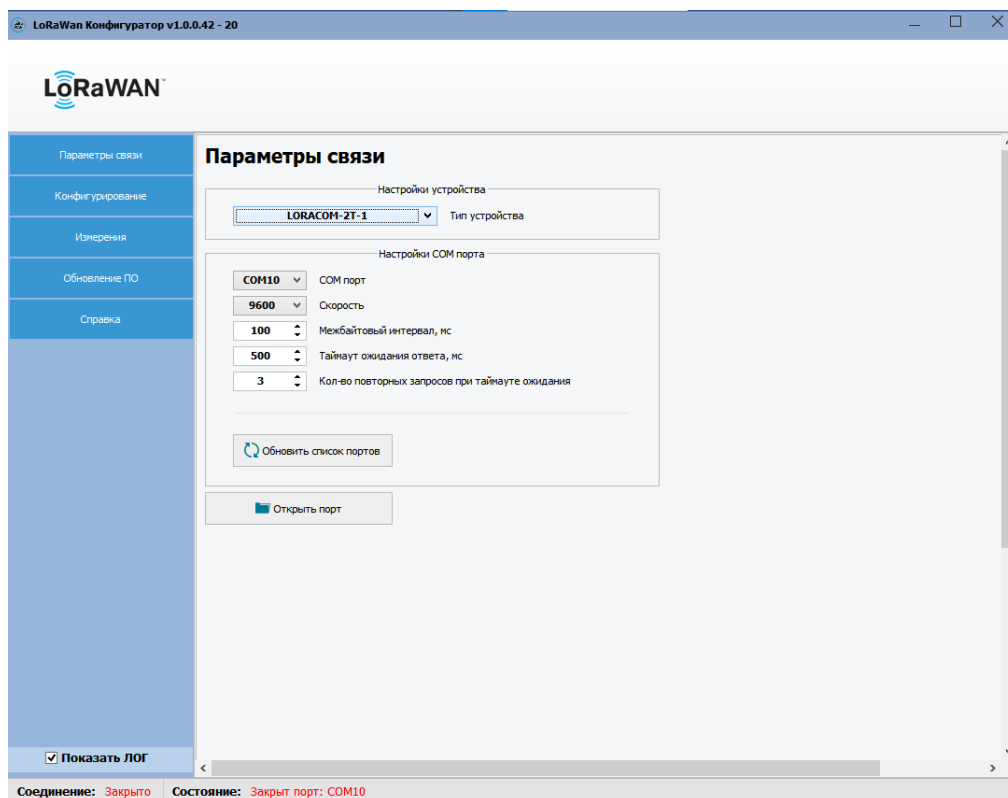 LoRaWan Конфигуратор v1.0.0.42 - 20
LoRaWAN™
Параметры связи
Конфигурирование
Измерения
Обновление ПО
Справка
Параметры связи
Настройки устройства
LORACOM-2T-1 Тип устройства
Настройки COM порта
COM10 COM порт
9600 Скорость
100 Межбайтовый интервал, мс
500 Таймаут ожидания ответа, мс
3 Кол-во повторных запросов при таймауте ожидания
Обновить список портов
Открыть порт
Показать ЛОГ
Соединение: Закрыто Состояние: Закрыт порт: COM10